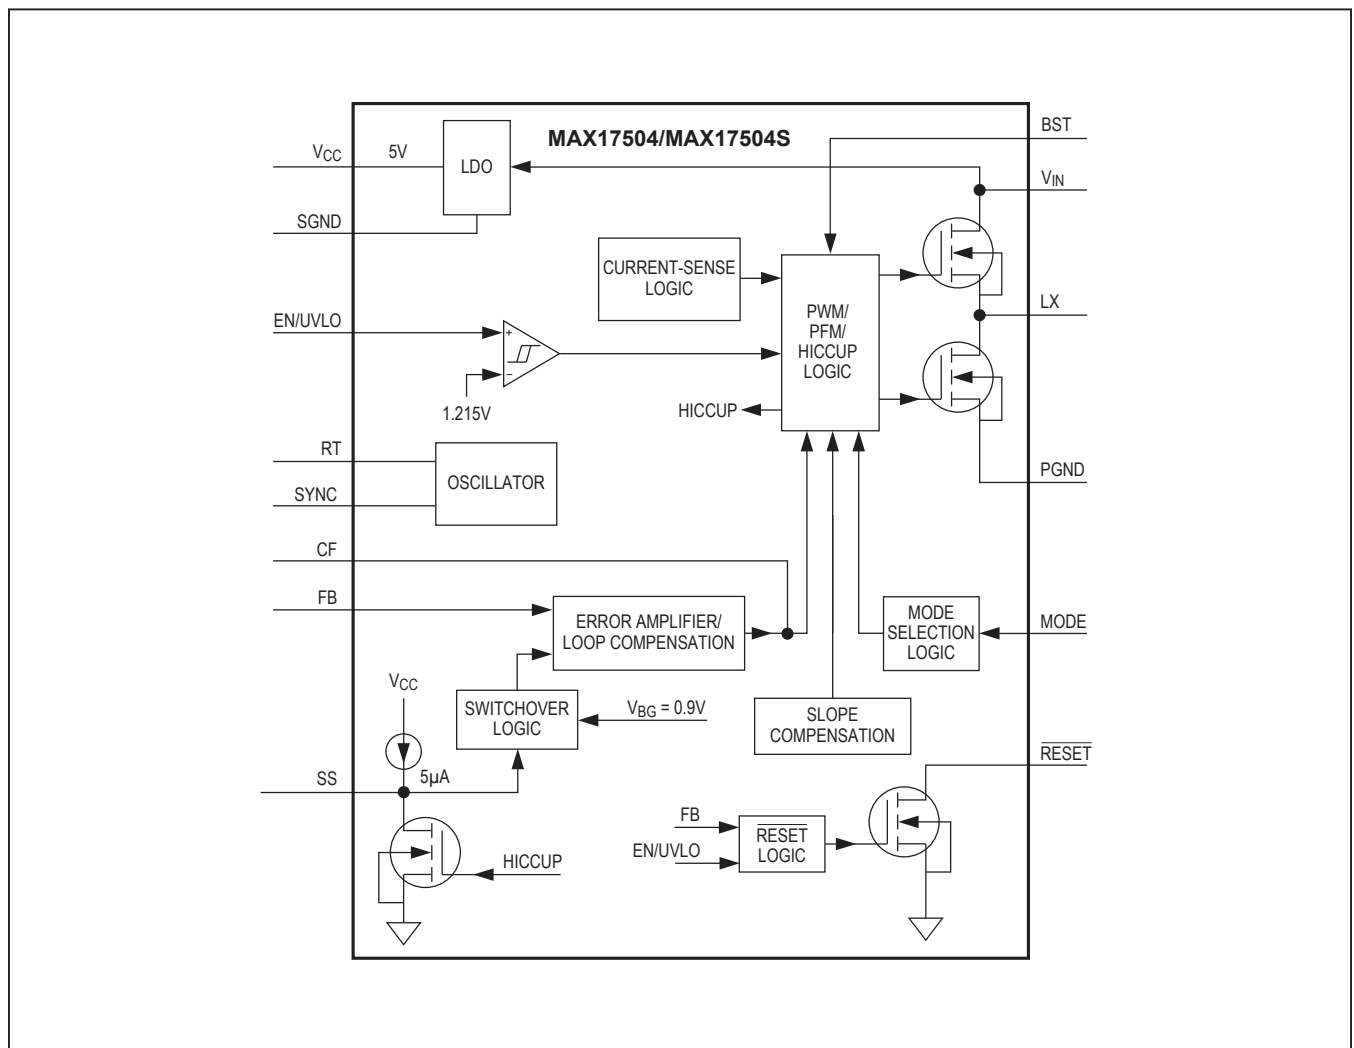 MAX17504/MAX17504S
BST
VCC
5V
LDO
VIN
SGND
CURRENT-SENSE
LOGIC
PWM/
PFM/
HICCUP
LOGIC
LX
EN/UVLO
+
−
1.215V
HICCUP
RT
OSCILLATOR
SYNC
PGND
CF
FB
ERROR AMPLIFIER/
LOOP COMPENSATION
MODE
SELECTION
LOGIC
MODE
VCC
SWITCHOVER
LOGIC
VBG = 0.9V
SLOPE
COMPENSATION
RESET
SS
5µA
FB
RESET
LOGIC
EN/UVLO
HICCUP